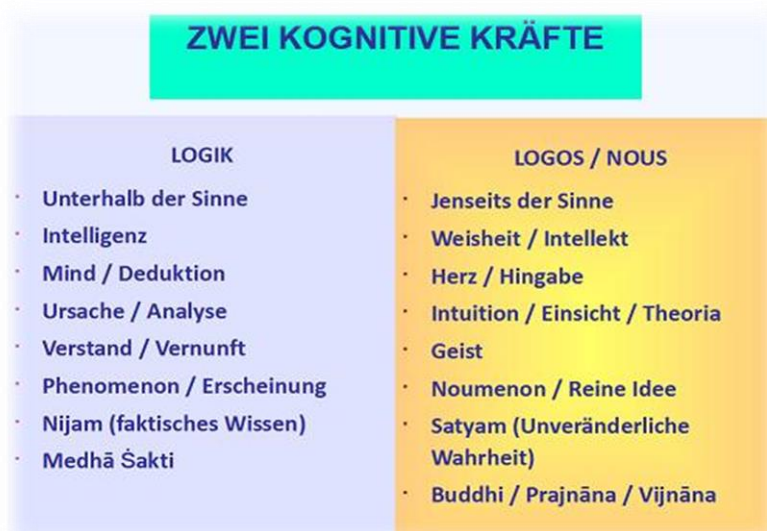 ZWEI KOGNITIVE KRÄFTE
LOGIK
· Unterhalb der Sinne
· Intelligenz
· Mind / Deduktion
· Ursache / Analyse
· Verstand / Vernunft
· Phenomenon / Erscheinung
· Nijam (faktisches Wissen)
· Medhā Ṡakti
LOGOS / NOUS
· Jenseits der Sinne
· Weisheit / Intellekt
· Herz / Hingabe
· Intuition / Einsicht / Theoria
· Geist
· Noumenon / Reine Idee
· Satyam (Unveränderliche
Wahrheit)
· Buddhi / Prajnāna / Vijnāna